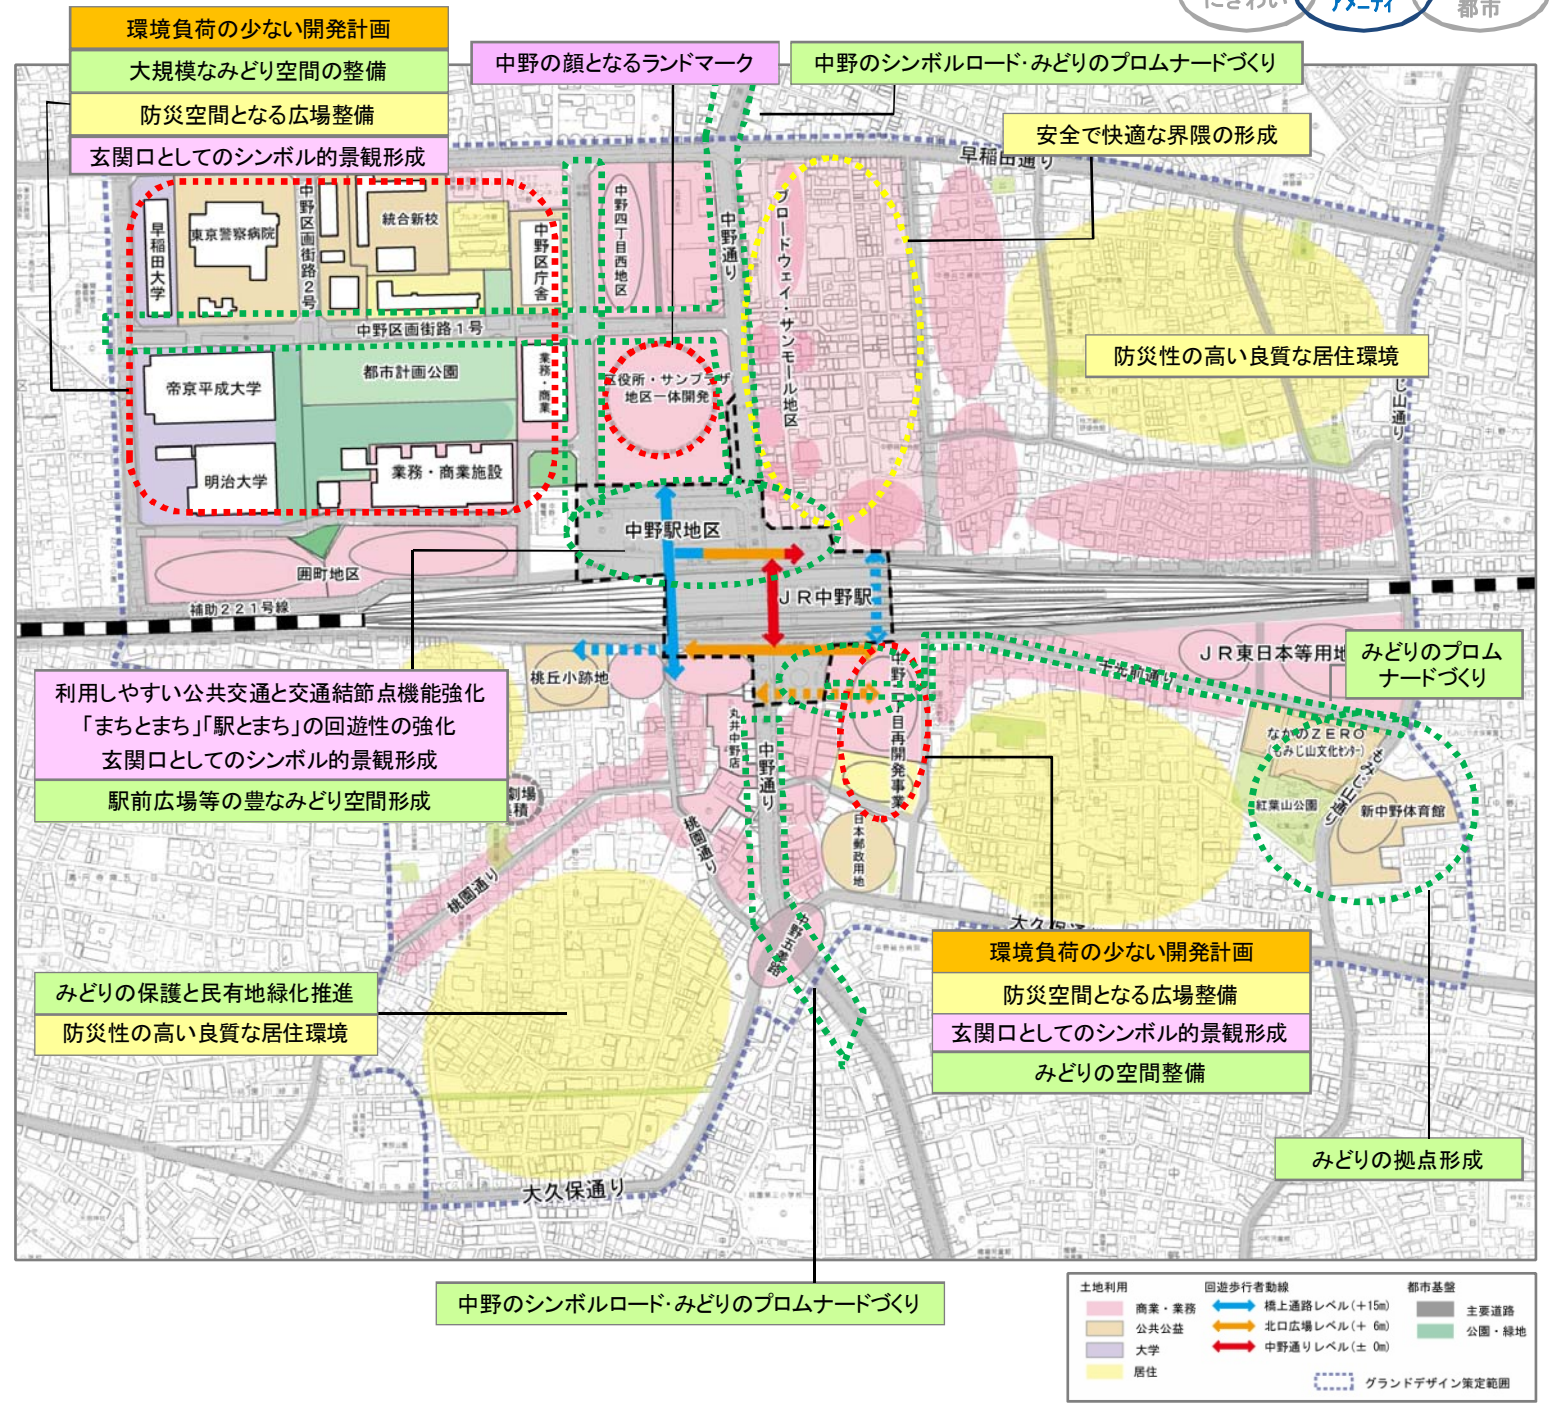 にぎわい
アメニティ
都市
環境負荷の少ない開発計画
大規模なみどり空間の整備
防災空間となる広場整備
玄関口としてのシンボル的景観形成
中野の顔となるランドマーク
中野のシンボルロード・みどりのプロムナードづくり
安全で快適な界隈の形成
早稲田通り
早稲田大学
東京警察病院
中野区画街路2号
統合新校
中野区庁舎
中野四丁目西地区
中野通り
ブロードウェイ・サンモール地区
中野区画街路1号
防災性の高い良質な居住環境
帝京平成大学
都市計画公園
業務・商業
区役所・サンプラザ
地区一体開発
明治大学
業務・商業施設
中野駅地区
囲町地区
JR中野駅
補助221号線
桃丘小跡地
JR東日本等用地
みどりのプロム
ナードづくり
千光前通り
利用しやすい公共交通と交通結節点機能強化
「まちとまち」「駅とまち」の回遊性の強化
玄関口としてのシンボル的景観形成
駅前広場等の豊なみどり空間形成
丸井中野店
中野通り
中野二丁目再開発事業
なかのZERO
(もみじ山文化センター)
もみじ山通り
紅葉山公園
新中野体育館
劇場
桃園通り
桃園通り
日本郵政用地
中野五差路
大久保通り
環境負荷の少ない開発計画
防災空間となる広場整備
玄関口としてのシンボル的景観形成
みどりの空間整備
みどりの保護と民有地緑化推進
防災性の高い良質な居住環境
みどりの拠点形成
大久保通り
中野のシンボルロード・みどりのプロムナードづくり
土地利用
商業・業務
公共公益
大学
居住
回遊歩行者動線
橋上通路レベル(+15m)
北口広場レベル(+ 6m)
中野通りレベル(± 0m)
都市基盤
主要道路
公園・緑地
グランドデザイン策定範囲